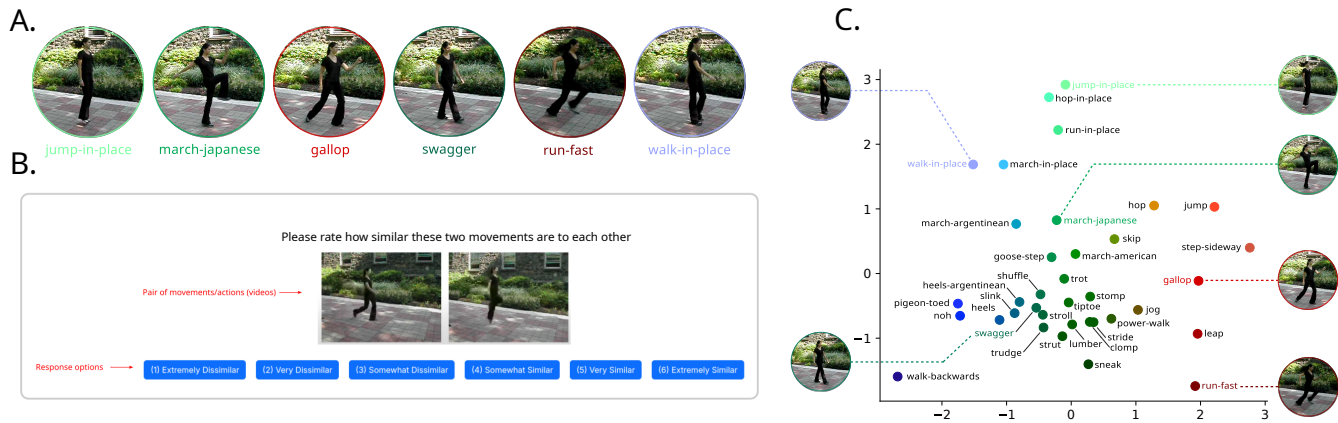 A.
jump-in-place
march-japanese
gallop
swagger
run-fast
walk-in-place
B.
Please rate how similar these two movements are to each other
Pair of movements/actions (videos)
Response options
(1) Extremely Dissimilar
(2) Very Dissimilar
(3) Somewhat Dissimilar
(4) Somewhat Similar
(5) Very Similar
(6) Extremely Similar
C.
3
2
1
0
−1
−2
−1
0
1
2
3
jump-in-place
hop-in-place
run-in-place
walk-in-place
march-in-place
hop
jump
march-argentinean
march-japanese
skip
step-sideway
goose-step
march-american
gallop
shuffle
trot
heels-argentinean
slink
stomp
pigeon-toed
heels
tiptoe
jog
noh
stroll
power-walk
swagger
stride
leap
trudge
strut
lumber
clomp
sneak
walk-backwards
run-fast